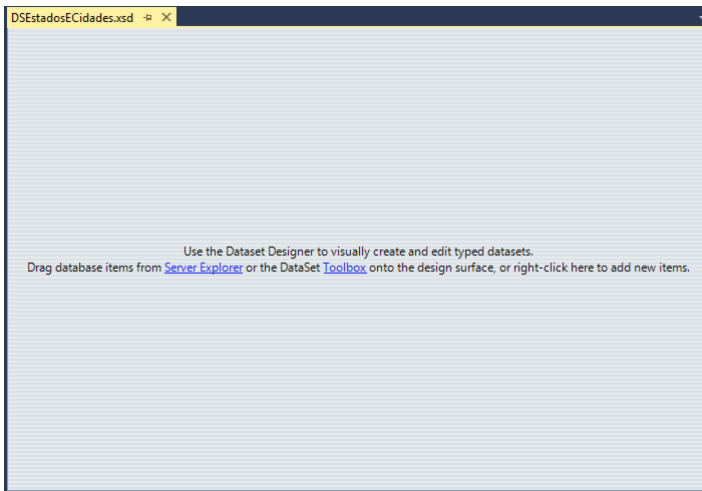 DSEstadosECidades.xsd
Use the Dataset Designer to visually create and edit typed datasets.
Drag database items from Server Explorer or the DataSet Toolbox onto the design surface, or right-click here to add new items.